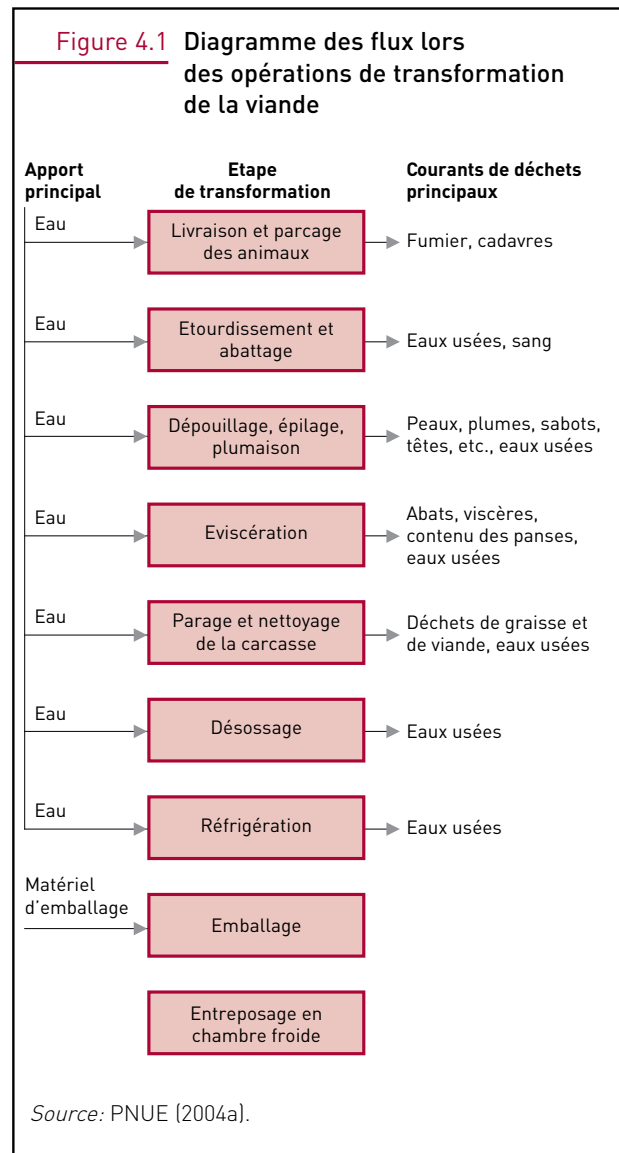 Figure 4.1 Diagramme des flux lors
des opérations de transformation
de la viande
Apport
principal
Etape
de transformation
Courants de déchets
principaux
Eau
Livraison et parcage
des animaux
Fumier, cadavres
Eau
Etourdissement et
abattage
Eaux usées, sang
Eau
Dépouillage, épilage,
plumaison
Peaux, plumes, sabots,
têtes, etc., eaux usées
Eau
Eviscération
Abats, viscères,
contenu des panses,
eaux usées
Eau
Parage et nettoyage
de la carcasse
Déchets de graisse et
de viande, eaux usées
Eau
Désossage
Eaux usées
Eau
Réfrigération
Eaux usées
Matériel
d'emballage
Emballage
Entreposage en
chambre froide
Source: PNUE (2004a).